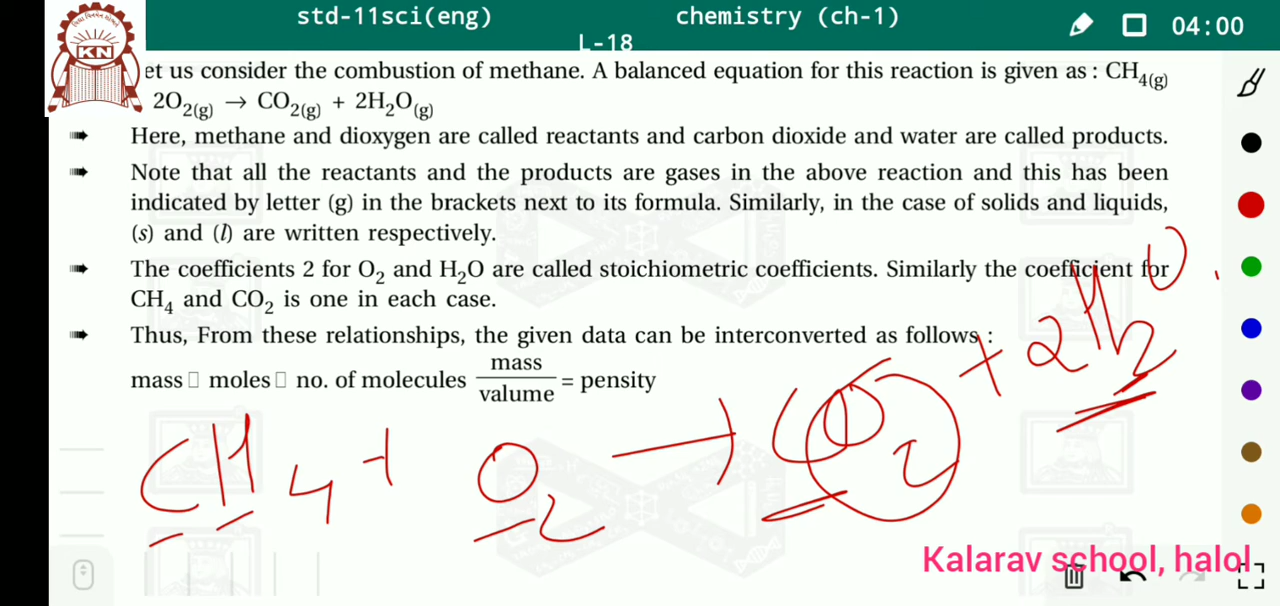 std-11sci(eng) chemistry (ch-1) 04:00
L-18
KN
et us consider the combustion of methane. A balanced equation for this reaction is given as : CH₄(g)
2O₂(g) → CO₂(g) + 2H₂O(g)
Here, methane and dioxygen are called reactants and carbon dioxide and water are called products.
Note that all the reactants and the products are gases in the above reaction and this has been
indicated by letter (g) in the brackets next to its formula. Similarly, in the case of solids and liquids,
(s) and (l) are written respectively.
The coefficients 2 for O₂ and H₂O are called stoichiometric coefficients. Similarly the coefficient for
CH₄ and CO₂ is one in each case.
Thus, From these relationships, the given data can be interconverted as follows :
mass □ moles □ no. of molecules mass/valume = pensity
CH₄ + O₂ → CO₂ + 2H₂O
Kalarav school, halol